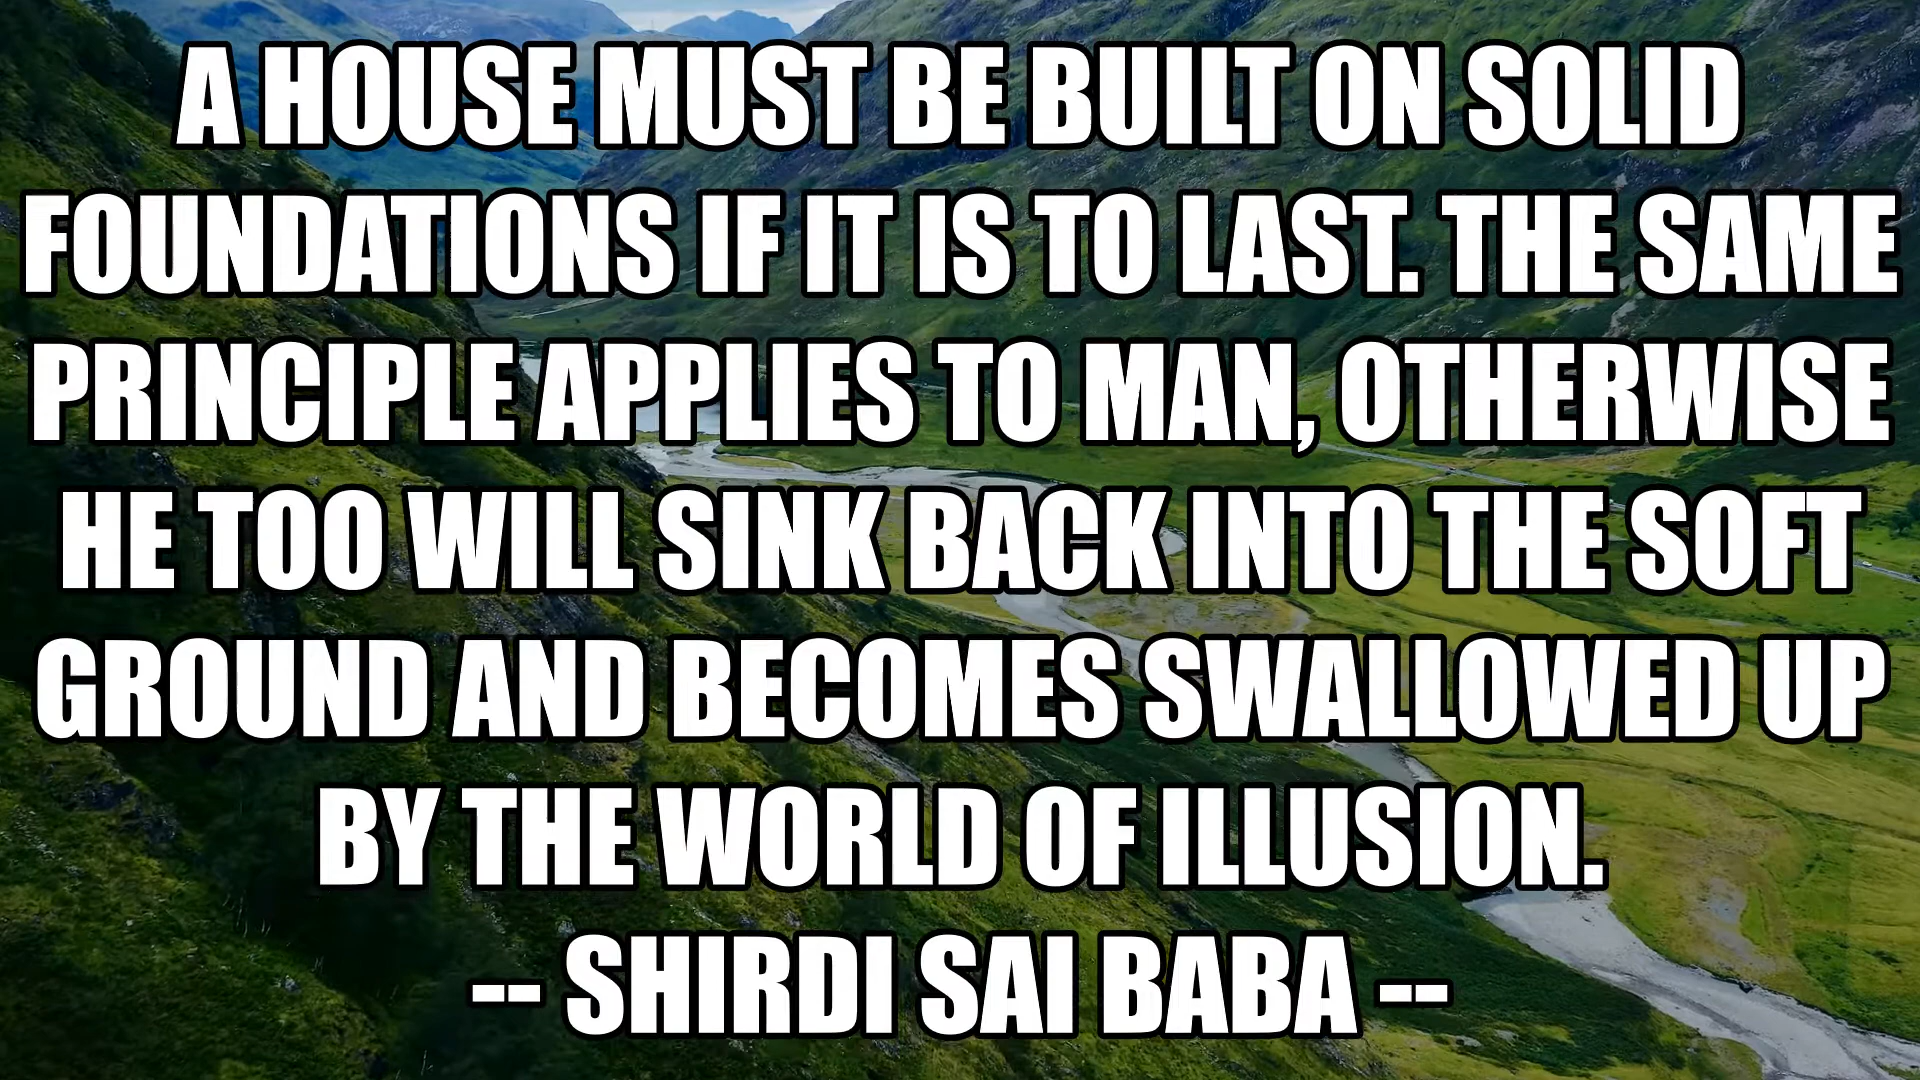 A HOUSE MUST BE BUILT ON SOLID
FOUNDATIONS IF IT IS TO LAST. THE SAME
PRINCIPLE APPLIES TO MAN, OTHERWISE
HE TOO WILL SINK BACK INTO THE SOFT
GROUND AND BECOMES SWALLOWED UP
BY THE WORLD OF ILLUSION.
-- SHIRDI SAI BABA --